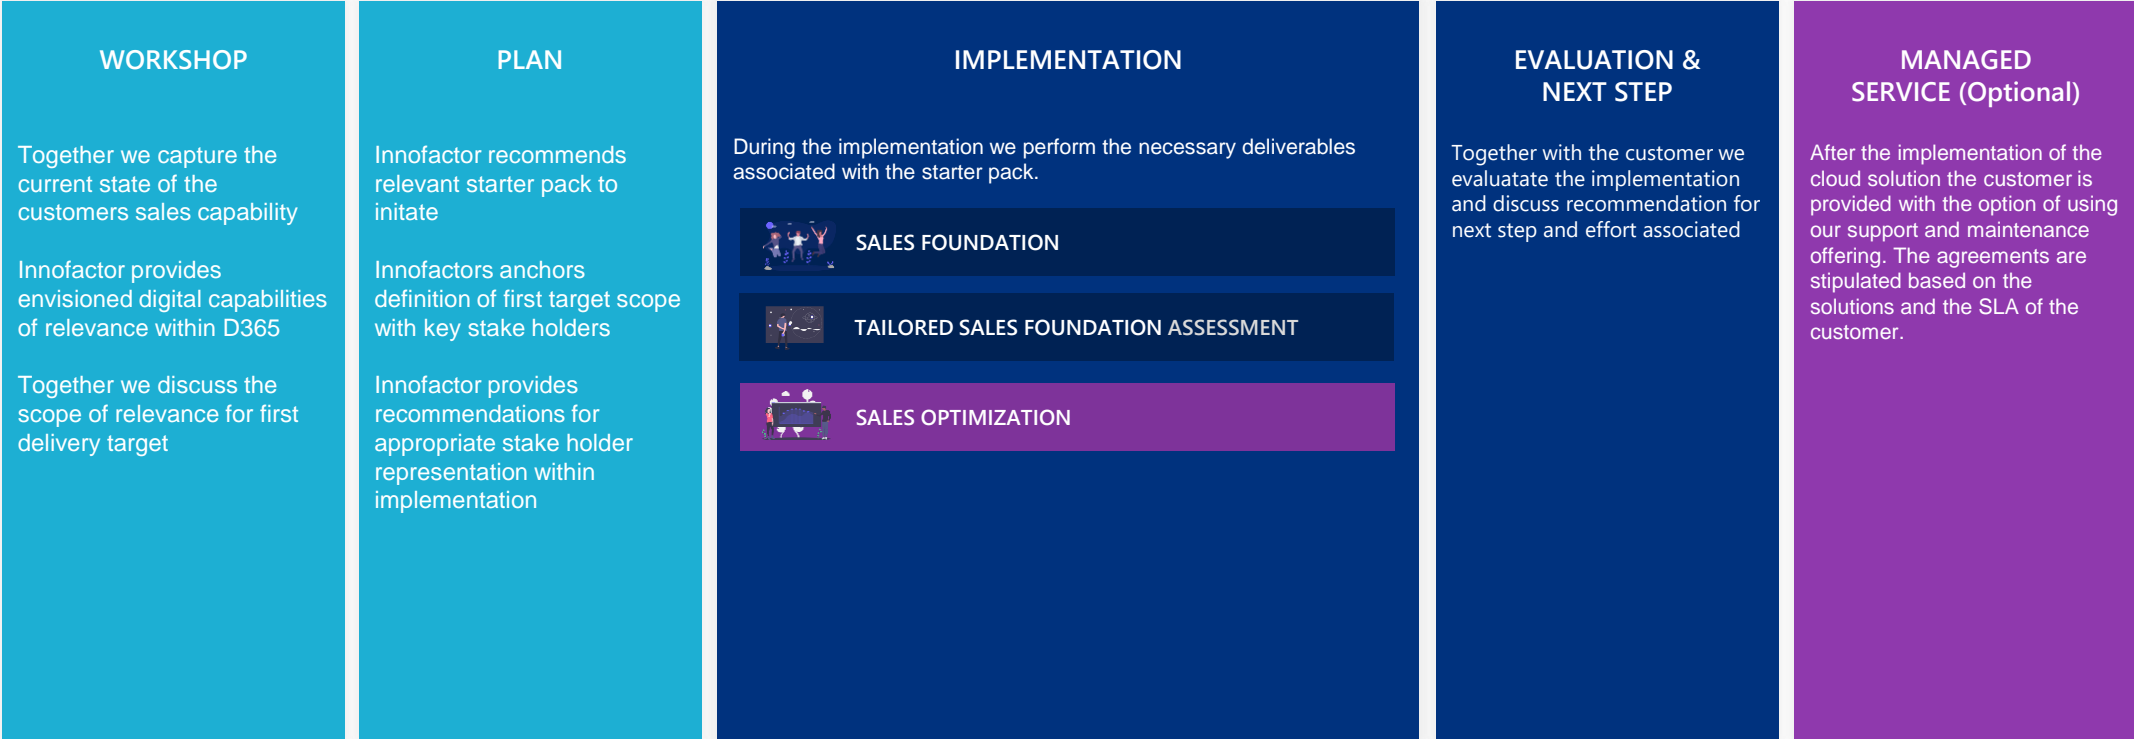 WORKSHOP
Together we capture the
current state of the
customers sales capability
Innofactor provides
envisioned digital capabilities
of relevance within D365
Together we discuss the
scope of relevance for first
delivery target
PLAN
Innofactor recommends
relevant starter pack to
initate
Innofactors anchors
definition of first target scope
with key stake holders
Innofactor provides
recommendations for
appropriate stake holder
representation within
implementation
IMPLEMENTATION
During the implementation we perform the necessary deliverables
associated with the starter pack.
SALES FOUNDATION
TAILORED SALES FOUNDATION ASSESSMENT
SALES OPTIMIZATION
EVALUATION &
NEXT STEP
Together with the customer we
evaluatate the implementation
and discuss recommendation for
next step and effort associated
MANAGED
SERVICE (Optional)
After the implementation of the
cloud solution the customer is
provided with the option of using
our support and maintenance
offering. The agreements are
stipulated based on the
solutions and the SLA of the
customer.